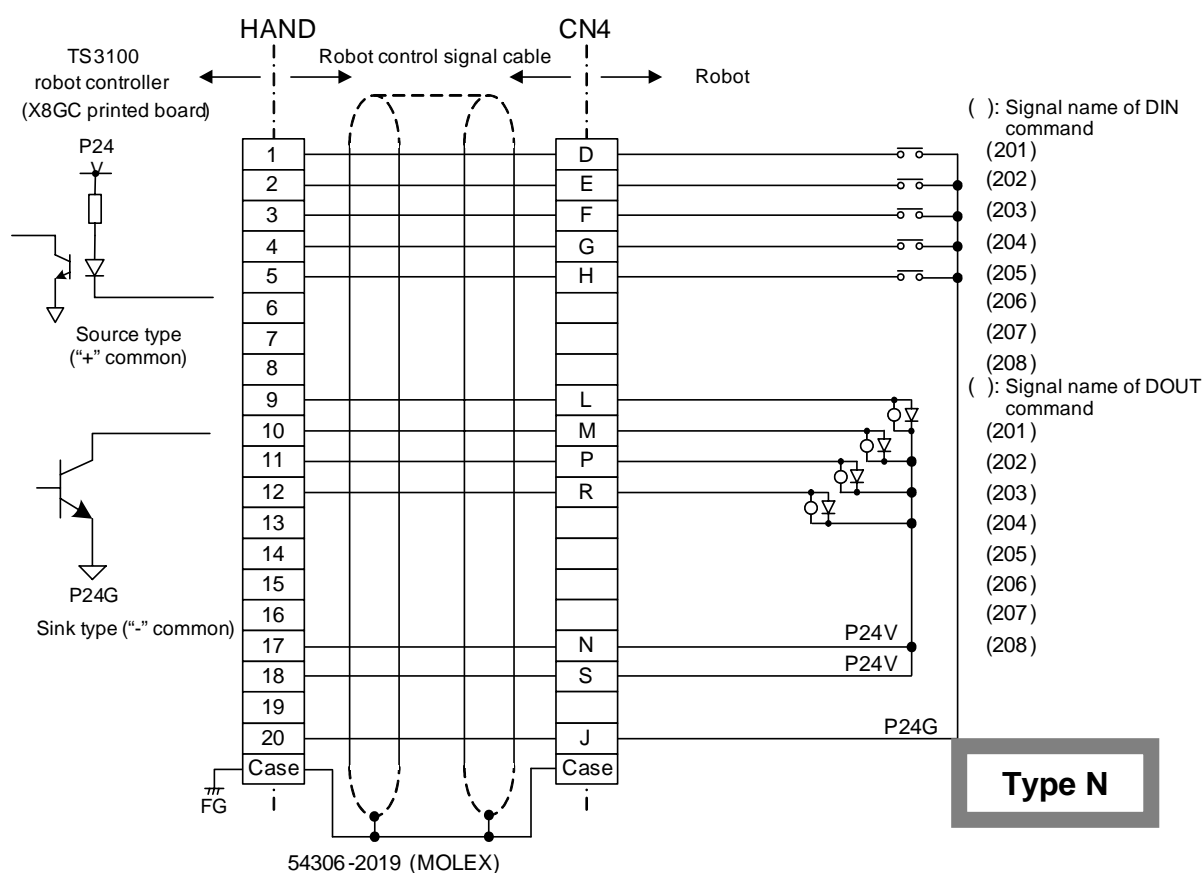 HAND
CN4
TS3100
robot controller
(X8GC printed board)
Robot control signal cable
Robot
P24
Source type
("+" common)
P24G
Sink type ("-" common)
1 D
2 E
3 F
4 G
5 H
6
7
8
9 L
10 M
11 P
12 R
13
14
15
16
17 N
18 S
19
20 J
Case Case
FG
54306-2019 (MOLEX)
P24V
P24V
P24G
( ): Signal name of DIN
command
(201)
(202)
(203)
(204)
(205)
(206)
(207)
(208)
( ): Signal name of DOUT
command
(201)
(202)
(203)
(204)
(205)
(206)
(207)
(208)
Type N